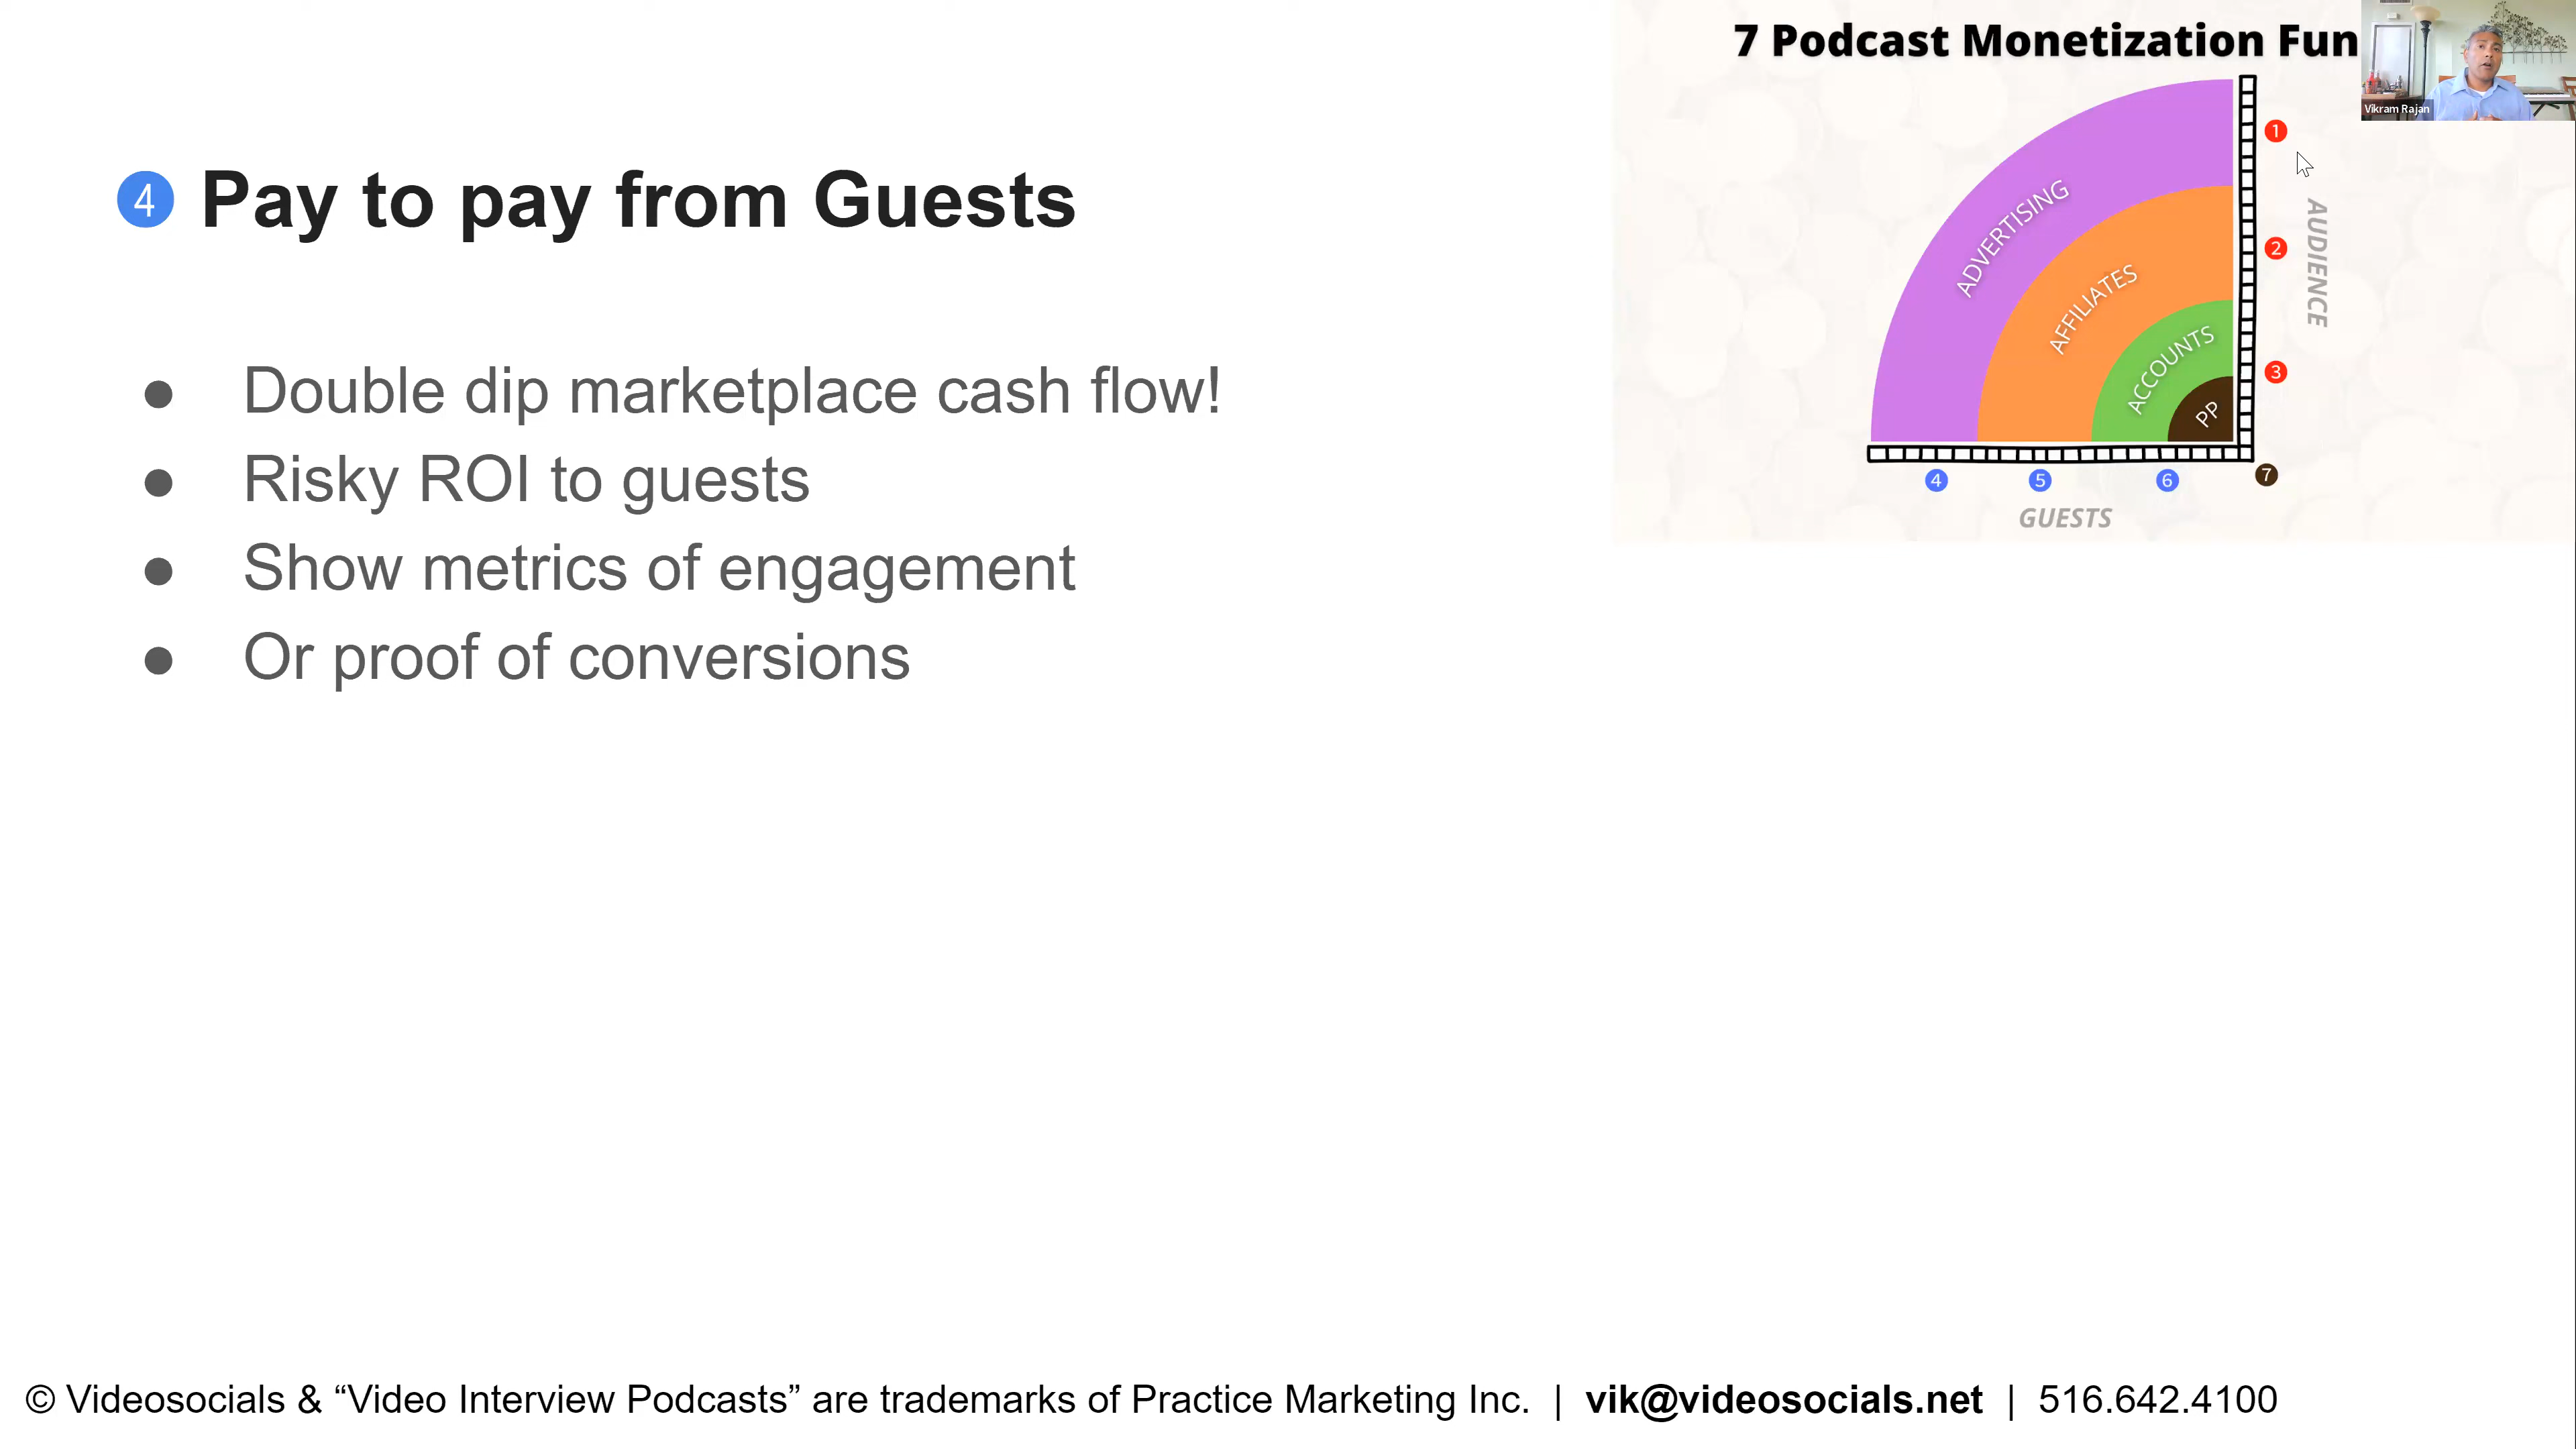 7 Podcast Monetization Fun
Vikram Rajan
❹ Pay to pay from Guests
● Double dip marketplace cash flow!
● Risky ROI to guests
● Show metrics of engagement
● Or proof of conversions
ADVERTISING
AFFILIATES
ACCOUNTS
PP
1
2
3
AUDIENCE
4
5
6
7
GUESTS
© Videosocials & “Video Interview Podcasts” are trademarks of Practice Marketing Inc. | vik@videosocials.net | 516.642.4100